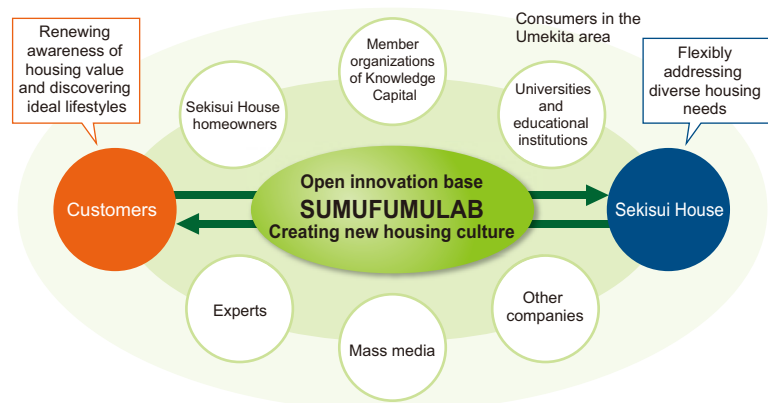 Renewing
awareness of
housing value
and discovering
ideal lifestyles
Member
organizations
of Knowledge
Capital
Consumers in the
Umekita area
Flexibly
addressing
diverse housing
needs
Sekisui House
homeowners
Universities
and
educational
institutions
Customers
Open innovation base
SUMUFUMULAB
Creating new housing culture
Sekisui House
Experts
Mass media
Other
companies